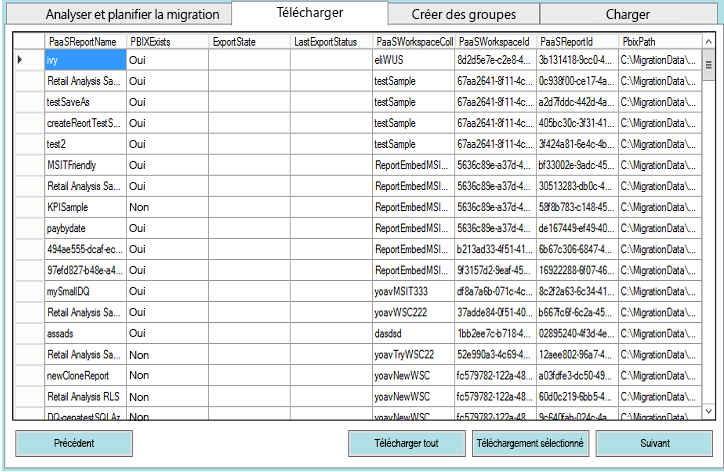 Analyser et planifier la migration Télécharger Créer des groupes Charger
PaaSReportName PBIXExists ExportState LastExportStatus PaaSWorkspaceColl PaaSWorkspaceId PaaSReportId PbixPath
ivy Oui eliWUS 8d2d5e7e-c2e8-4... 3b131418-9cc0-4... C:\MigrationData\...
Retail Analysis Sa... Oui testSample 67aa2641-8f11-4c... 0c938f00-ce17-4a... C:\MigrationData\...
testSaveAs Oui testSample 67aa2641-8f11-4c... a2d7fddc-442d-4a... C:\MigrationData\...
createReortTestS... Oui testSample 67aa2641-8f11-4c... 405bc30c-3f31-41... C:\MigrationData\...
test2 Oui testSample 67aa2641-8f11-4c... 3f424a81-6e4c-4b... C:\MigrationData\...
MSITFriendly Oui ReportEmbedMSI... 5636c89e-a37d-4... bf33002e-9adc-45... C:\MigrationData\...
Retail Analysis Sa... Oui ReportEmbedMSI... 5636c89e-a37d-4... 30513283-db0c-4... C:\MigrationData\...
KPISample Non ReportEmbedMSI... 5636c89e-a37d-4... 58f8b783-c148-45... C:\MigrationData\...
paybydate Oui ReportEmbedMSI... 5636c89e-a37d-4... de167449-ef49-40... C:\MigrationData\...
494ae555-dcaf-ec... Oui ReportEmbedMSI... b213ad33-4f51-41... 6b67c306-6847-4... C:\MigrationData\...
97efd827-b48e-a4... Oui ReportEmbedMSI... 9f3157d2-9eaf-45... 16922288-6f07-46... C:\MigrationData\...
mySmallDQ Oui yoavMSIT333 df8a7a6b-071c-4c... 8c2f2a63-6c34-41... C:\MigrationData\...
Retail Analysis Sa... Oui yoavWSC222 37adde84-0f51-40... b667fc6f-6c2a-45... C:\MigrationData\...
assads Oui dasdsd 1bb2ee7c-b718-4... 02895240-4f3d-4e... C:\MigrationData\...
Retail Analysis Sa... Non yoavTryWSC22 52e990a3-4c69-4... 12aee802-96a7-4... C:\MigrationData\...
newCloneReport Non yoavNewWSC fc579782-122a-48... a03fdfe3-dc50-49... C:\MigrationData\...
Retail Analysis RLS Non yoavNewWSC fc579782-122a-48... 60d0c219-6bb5-4... C:\MigrationData\...
DQ-genatestSQLAz Non yoavNewWSC fc579782-122a-48... 9c640fab-024c-4a... C:\MigrationData\...
Précédent Télécharger tout Téléchargement sélectionné Suivant